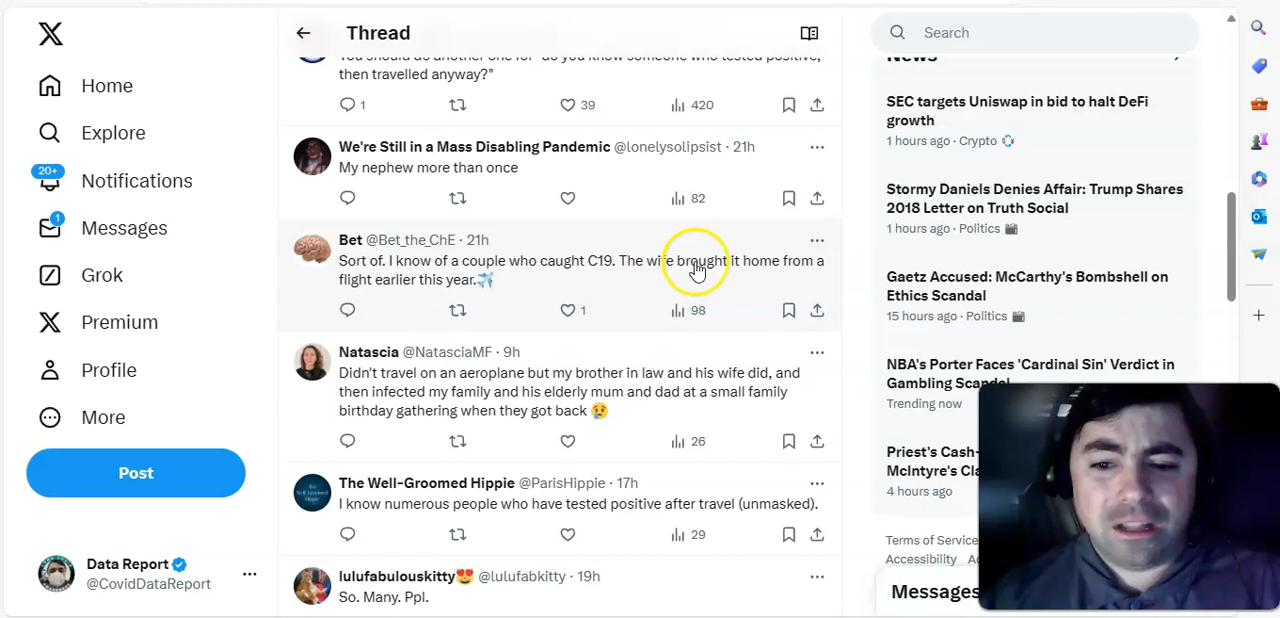 Thread
Search
Home
Explore
20+
Notifications
1
Messages
Grok
Premium
Profile
More
Post
Data Report
@CovidDataReport
You should do another one for "do you know someone who tested positive,
then travelled anyway?"
1 39 420
We're Still in a Mass Disabling Pandemic @lonelysolipsist · 21h
My nephew more than once
82
Bet @Bet_the_ChE · 21h
Sort of. I know of a couple who caught C19. The wife brought it home from a
flight earlier this year.✈️
1 98
Natascia @NatasciaMF · 9h
Didn't travel on an aeroplane but my brother in law and his wife did, and
then infected my family and his elderly mum and dad at a small family
birthday gathering when they got back 😢
26
The Well-Groomed Hippie @ParisHippie · 17h
I know numerous people who have tested positive after travel (unmasked).
29
lulufabulouskitty😍 @lulufabkitty · 19h
So. Many. Ppl.
News
SEC targets Uniswap in bid to halt DeFi
growth
1 hours ago · Crypto
Stormy Daniels Denies Affair: Trump Shares
2018 Letter on Truth Social
1 hours ago · Politics
Gaetz Accused: McCarthy's Bombshell on
Ethics Scandal
15 hours ago · Politics
NBA's Porter Faces 'Cardinal Sin' Verdict in
Gambling Scandal
Trending now
Priest's Cash-
McIntyre's Cla
4 hours ago
Terms of Service
Accessibility
Messages